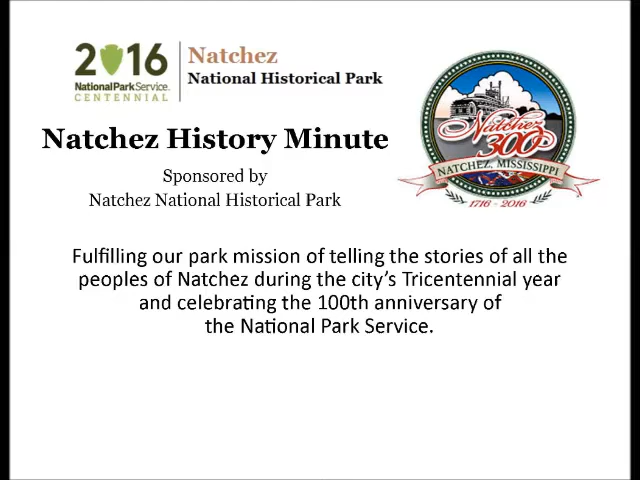 2016
National Park Service
CENTENNIAL
Natchez
National Historical Park
Natchez History Minute
Sponsored by
Natchez National Historical Park
Natchez
300
NATCHEZ, MISSISSIPPI
1716 - 2016
Fulfilling our park mission of telling the stories of all the
peoples of Natchez during the city's Tricentennial year
and celebrating the 100th anniversary of
the National Park Service.